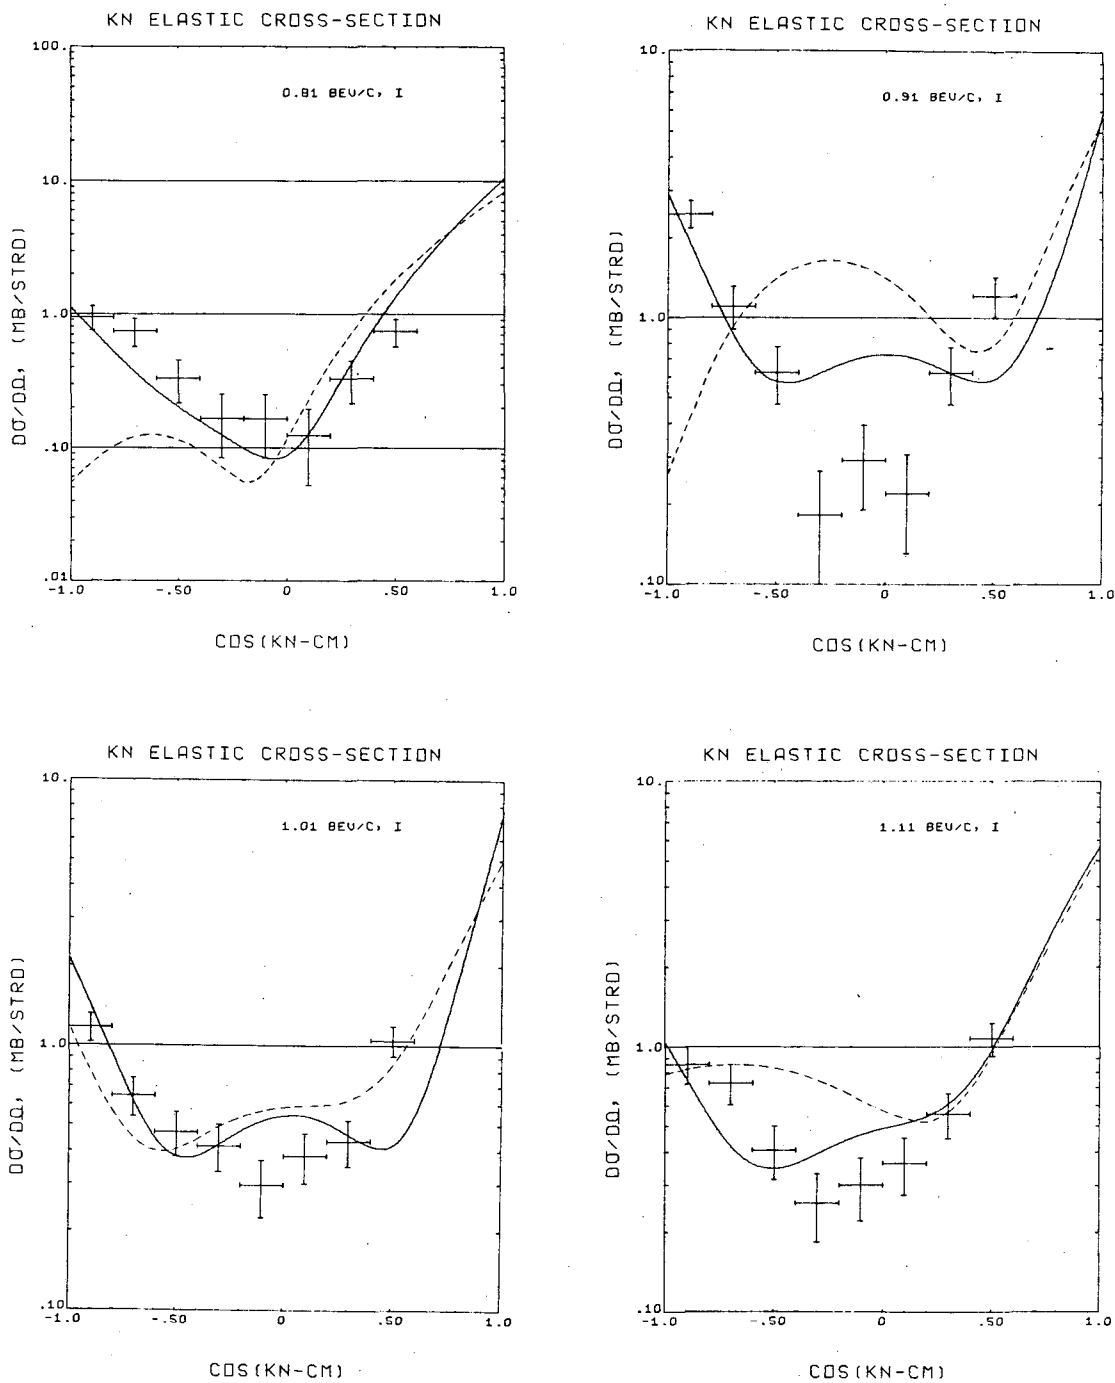 KN ELASTIC CROSS-SECTION
100.
0.81 BEV/C, I
10.
1.0
.10
.01
-1.0 -.50 0 .50 1.0
Dσ/DΩ, (MB/STRD)
COS(KN-CM)
KN ELASTIC CROSS-SECTION
10.
0.91 BEV/C, I
1.0
.10
-1.0 -.50 0 .50 1.0
Dσ/DΩ, (MB/STRD)
COS(KN-CM)
KN ELASTIC CROSS-SECTION
10.
1.01 BEV/C, I
1.0
.10
-1.0 -.50 0 .50 1.0
Dσ/DΩ, (MB/STRD)
COS(KN-CM)
KN ELASTIC CROSS-SECTION
10.
1.11 BEV/C, I
1.0
.10
-1.0 -.50 0 .50 1.0
Dσ/DΩ, (MB/STRD)
COS(KN-CM)